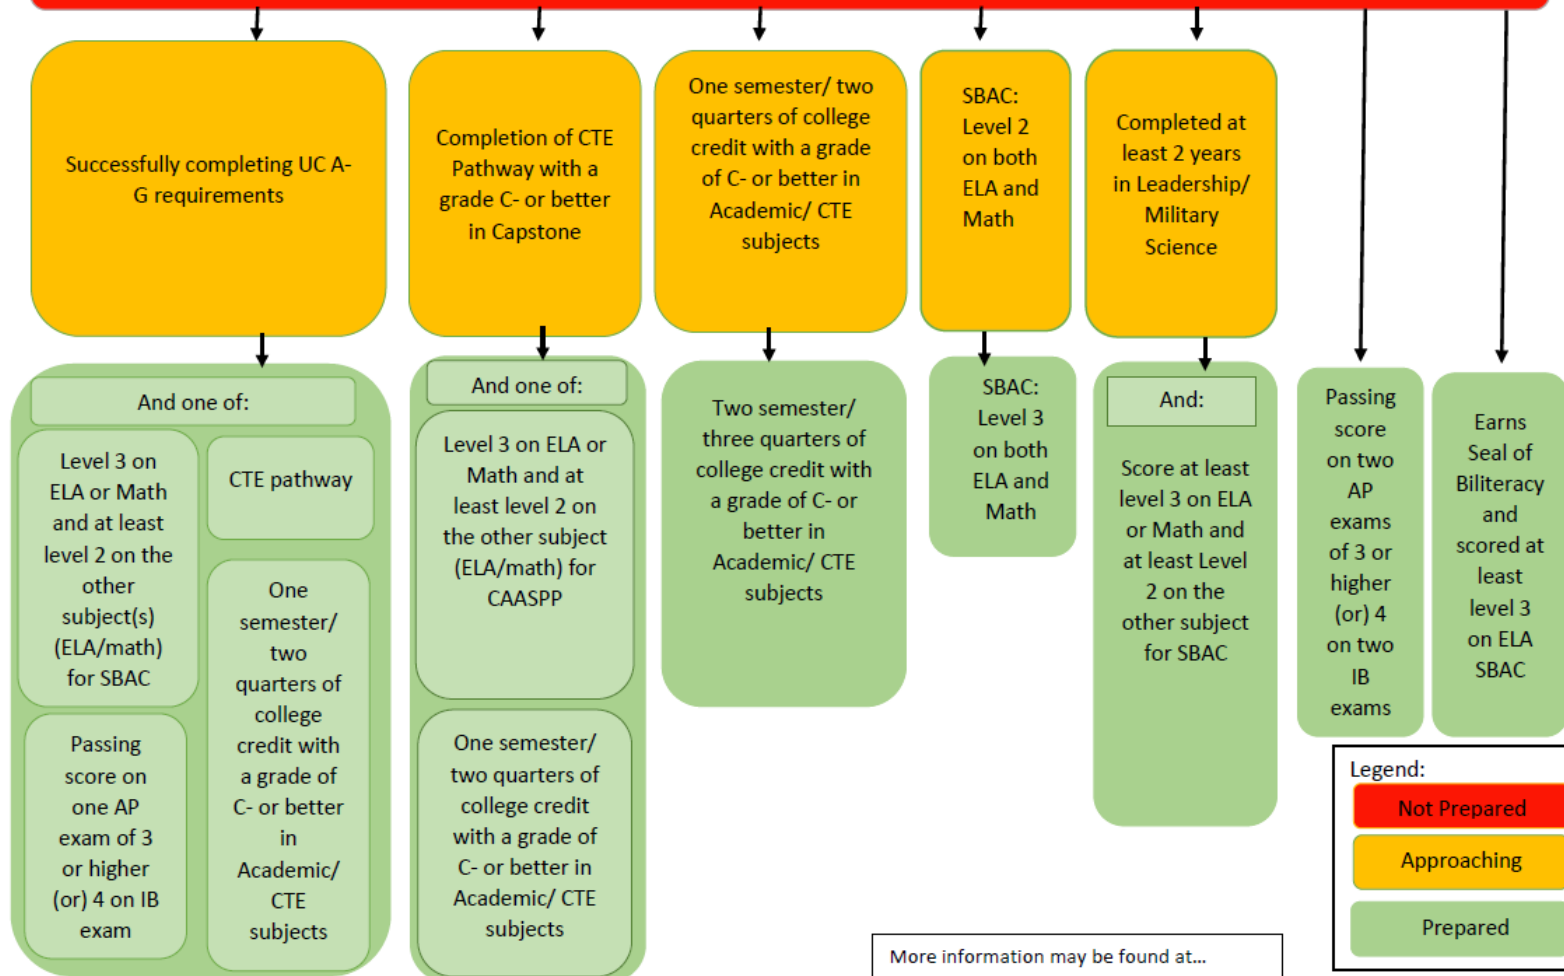 Successfully completing UC A-
G requirements
Completion of CTE
Pathway with a
grade C- or better
in Capstone
One semester/ two
quarters of college
credit with a grade
of C- or better in
Academic/ CTE
subjects
SBAC:
Level 2
on both
ELA and
Math
Completed at
least 2 years
in Leadership/
Military
Science
And one of:
Level 3 on
ELA or Math
and at least
level 2 on the
other
subject(s)
(ELA/math)
for SBAC
CTE pathway
Passing
score on
one AP
exam of 3
or higher
(or) 4 on IB
exam
One
semester/
two
quarters of
college
credit with
a grade of
C- or better
in
Academic/
CTE
subjects
And one of:
Level 3 on ELA or
Math and at
least level 2 on
the other subject
(ELA/math) for
CAASPP
One semester/
two quarters of
college credit
with a grade of
C- or better in
Academic/ CTE
subjects
Two semester/
three quarters of
college credit with
a grade of C- or
better in
Academic/ CTE
subjects
SBAC:
Level 3
on both
ELA and
Math
And:
Score at least
level 3 on ELA
or Math and
at least Level
2 on the
other subject
for SBAC
Passing
score
on two
AP
exams
of 3 or
higher
(or) 4
on two
IB
exams
Earns
Seal of
Biliteracy
and
scored at
least
level 3
on ELA
SBAC
Legend:
Not Prepared
Approaching
Prepared
More information may be found at…